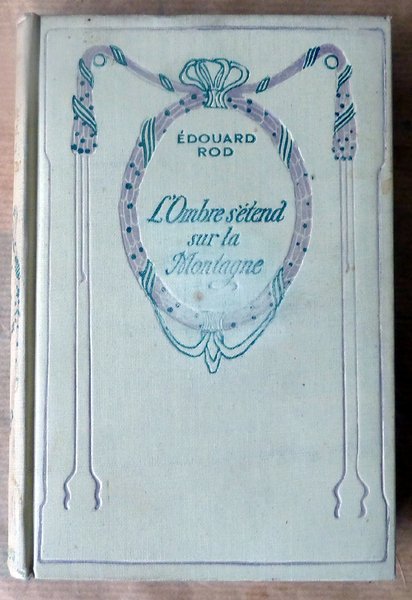 ÉDOUARD
ROD
L'Ombre s'étend
sur la
Montagne